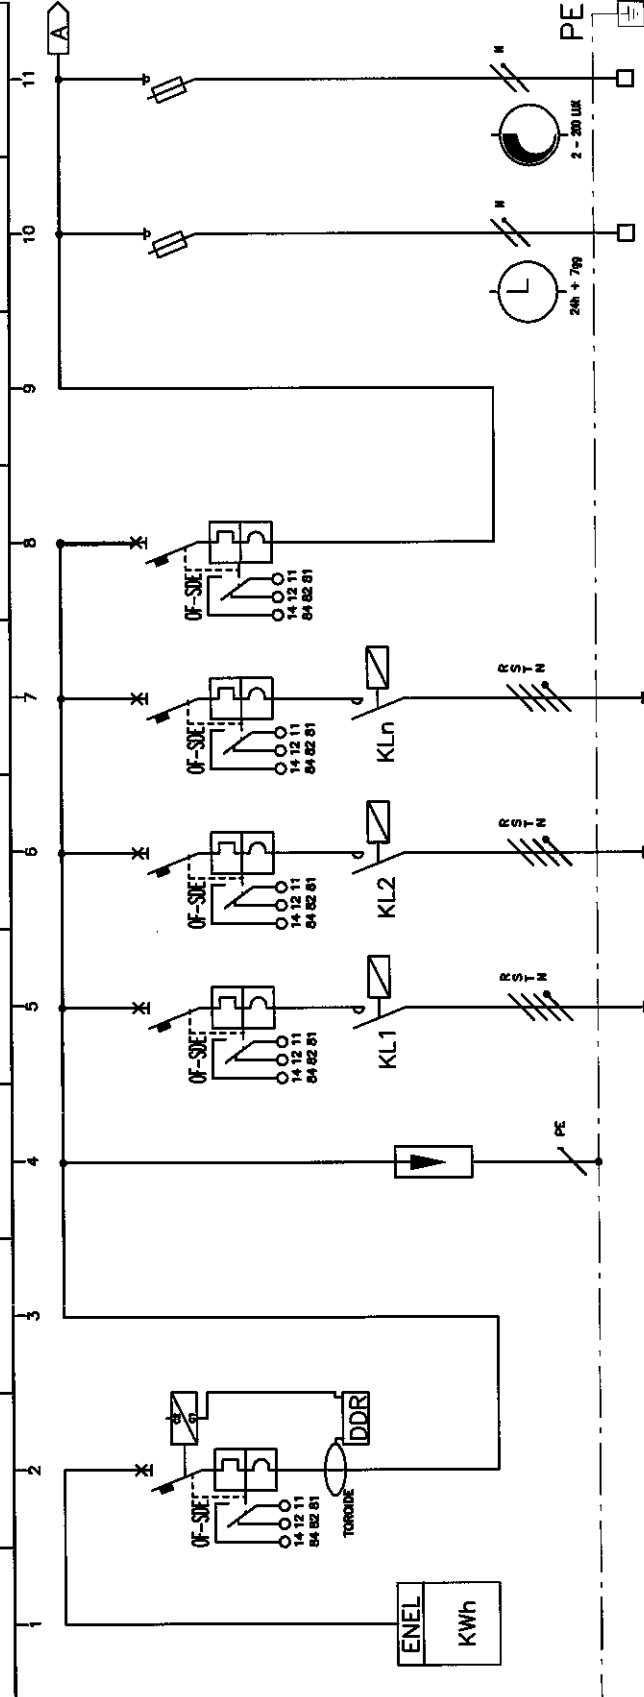 1
2
3
4
5
6
7
8
9
10
11
A
ENEL
KWh
OF-SDE
14 12 11
84 82 81
TOROIDE
DDR
PE
OF-SDE
14 12 11
84 82 81
KL1
R S T N
OF-SDE
14 12 11
84 82 81
KL2
R S T N
OF-SDE
14 12 11
84 82 81
KLn
R S T N
OF-SDE
14 12 11
84 82 81
N
24h + 7gg
N
2 - 200 LUX
PE